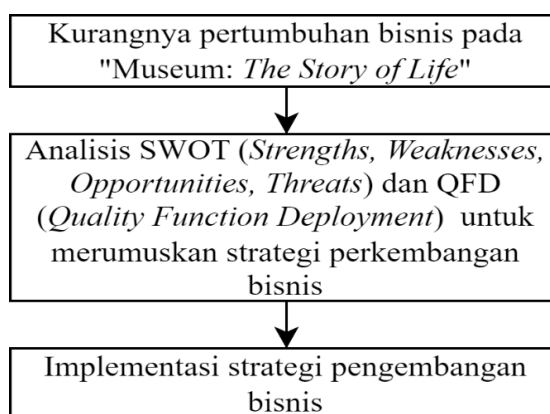 Kurangnya pertumbuhan bisnis pada
"Museum: The Story of Life"
Analisis SWOT (Strengths, Weaknesses,
Opportunities, Threats) dan QFD
(Quality Function Deployment) untuk
merumuskan strategi perkembangan
bisnis
Implementasi strategi pengembangan
bisnis